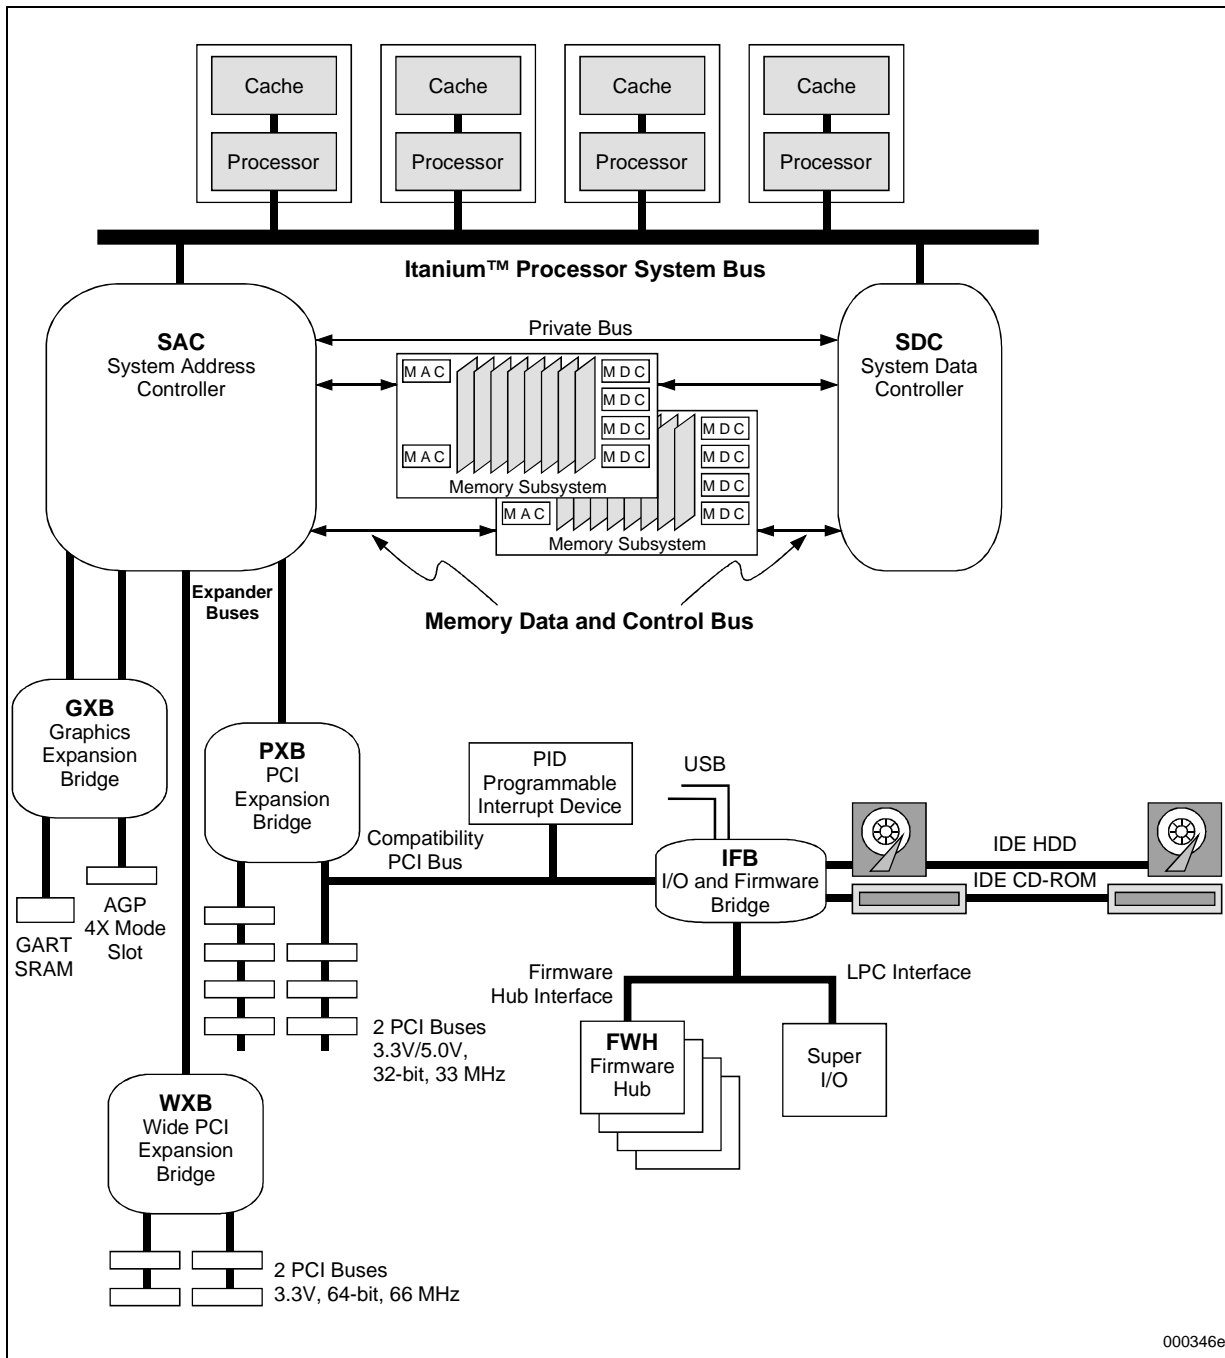 Cache
Cache
Cache
Cache
Processor
Processor
Processor
Processor
Itanium™ Processor System Bus
SAC
System Address
Controller
Private Bus
SDC
System Data
Controller
MAC
MDC
MDC
MDC
MAC
MDC
Memory Subsystem
MDC
MDC
MDC
MAC
MDC
Memory Subsystem
Expander
Buses
Memory Data and Control Bus
GXB
Graphics
Expansion
Bridge
PXB
PCI
Expansion
Bridge
PID
Programmable
Interrupt Device
USB
Compatibility
PCI Bus
IFB
I/O and Firmware
Bridge
IDE HDD
IDE CD-ROM
AGP
4X Mode
Slot
GART
SRAM
Firmware
Hub Interface
LPC Interface
2 PCI Buses
3.3V/5.0V,
32-bit, 33 MHz
FWH
Firmware
Hub
Super
I/O
WXB
Wide PCI
Expansion
Bridge
2 PCI Buses
3.3V, 64-bit, 66 MHz
000346e